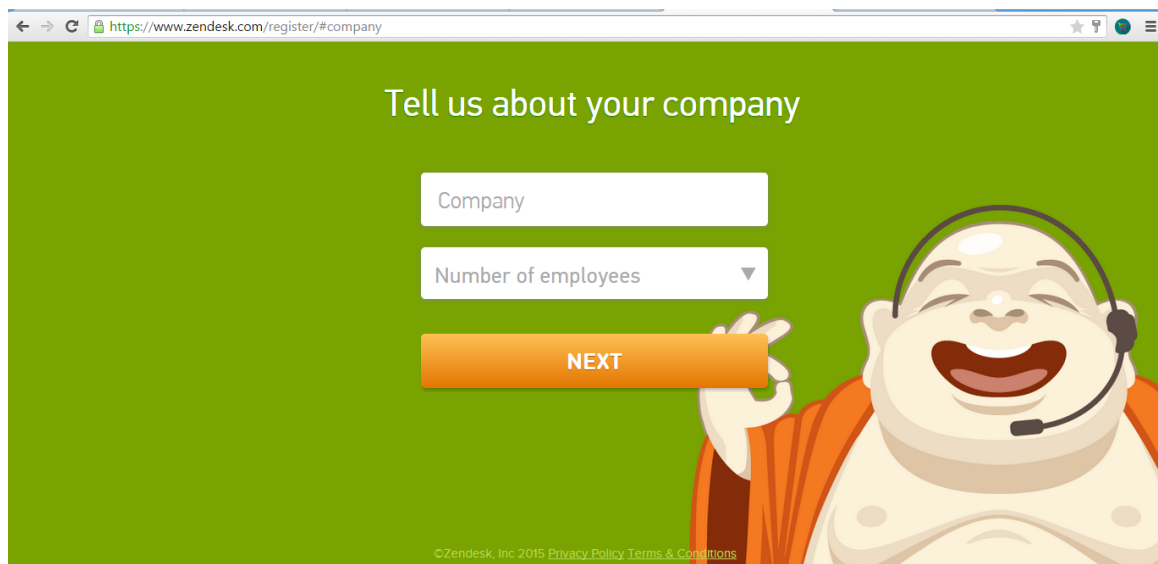 https://www.zendesk.com/register/#company
Tell us about your company
Company
Number of employees
NEXT
©Zendesk, Inc 2015 Privacy Policy Terms & Conditions